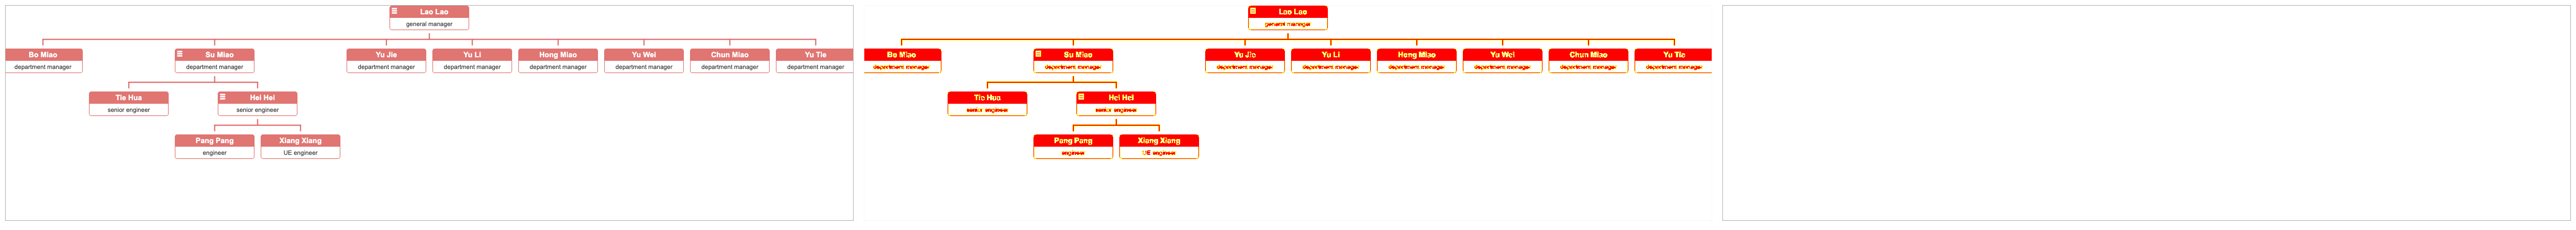 Lao Lao
general manager
Bo Miao
department manager
Su Miao
department manager
Yu Jie
department manager
Yu Li
department manager
Hong Miao
department manager
Yu Wei
department manager
Chun Miao
department manager
Yu Tie
department manager
Tie Hua
senior engineer
Hei Hei
senior engineer
Pang Pang
engineer
Xiang Xiang
UE engineer
Lao Lao
general manager
Bo Miao
department manager
Su Miao
department manager
Yu Jie
department manager
Yu Li
department manager
Hong Miao
department manager
Yu Wei
department manager
Chun Miao
department manager
Yu Tie
department manager
Tie Hua
senior engineer
Hei Hei
senior engineer
Pang Pang
engineer
Xiang Xiang
UE engineer